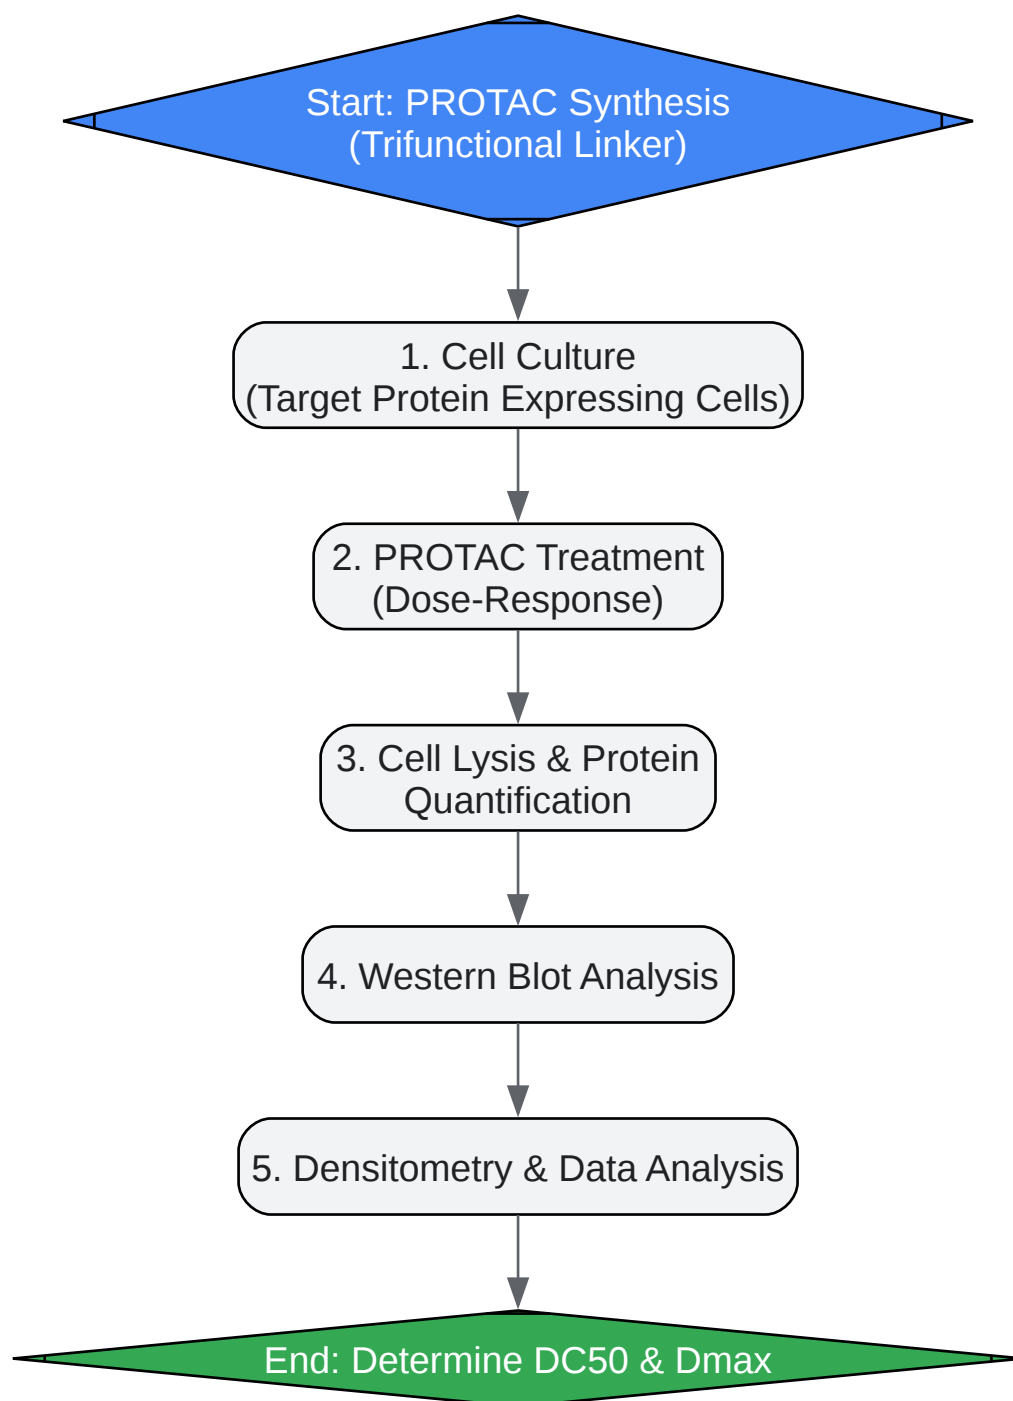 Start: PROTAC Synthesis
(Trifunctional Linker)
1. Cell Culture
(Target Protein Expressing Cells)
2. PROTAC Treatment
(Dose-Response)
3. Cell Lysis & Protein
Quantification
4. Western Blot Analysis
5. Densitometry & Data Analysis
End: Determine DC50 & Dmax